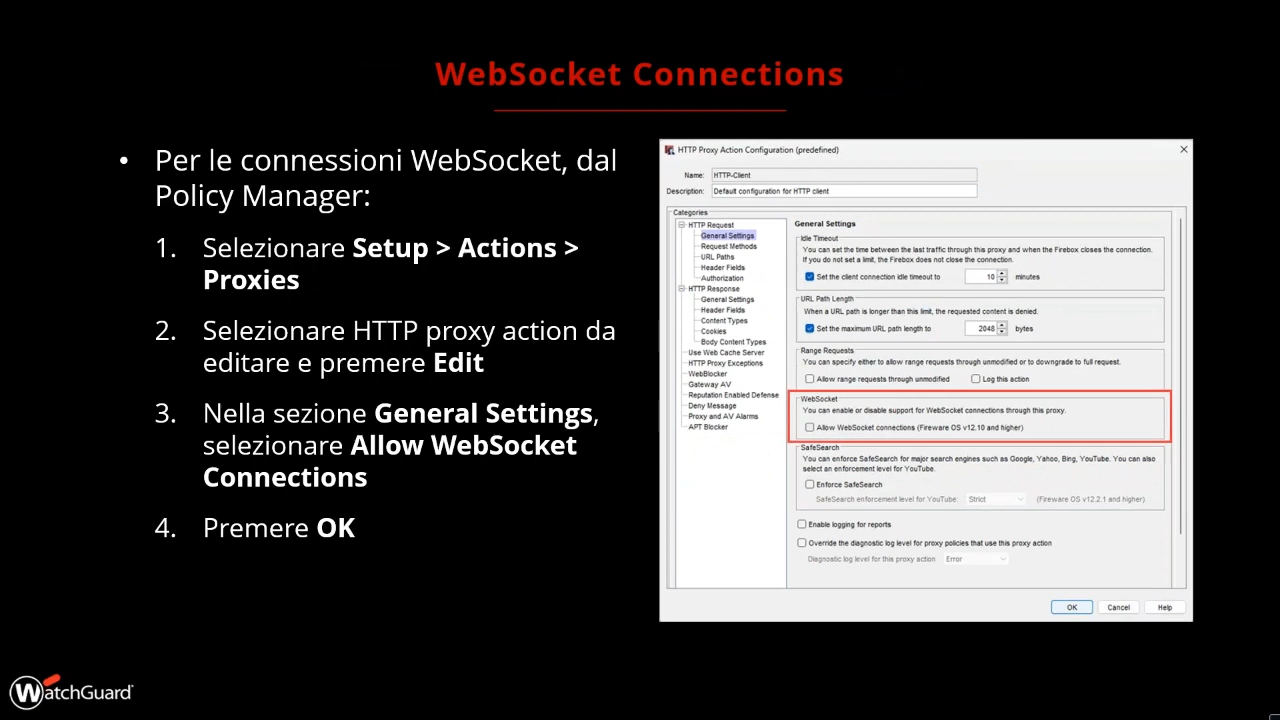 WebSocket Connections
• Per le connessioni WebSocket, dal
Policy Manager:
1. Selezionare Setup > Actions >
Proxies
2. Selezionare HTTP proxy action da
editare e premere Edit
3. Nella sezione General Settings,
selezionare Allow WebSocket
Connections
4. Premere OK
HTTP Proxy Action Configuration (predefined)
Name: HTTP-Client
Description: Default configuration for HTTP client
Categories
HTTP Request
General Settings
Request Methods
URL Paths
Header Fields
Authorization
HTTP Response
General Settings
Header Fields
Content Types
Cookies
Body Content Types
Use Web Cache Server
HTTP Proxy Exceptions
WebBlocker
Gateway AV
Reputation Enabled Defense
Deny Message
Proxy and AV Alarms
APT Blocker
General Settings
Idle Timeout
You can set the time between the last traffic through this proxy and when the Firebox closes the connection.
If you do not set a limit, the Firebox does not close the connection.
Set the client connection idle timeout to 10 minutes
URL Path Length
When a URL path is longer than this limit, the requested content is denied.
Set the maximum URL path length to 2048 bytes
Range Requests
You can specify either to allow range requests through unmodified or to downgrade to full request.
Allow range requests through unmodified Log this action
WebSocket
You can enable or disable support for WebSocket connections through this proxy.
Allow WebSocket connections (Fireware OS v12.10 and higher)
SafeSearch
You can enforce SafeSearch for major search engines such as Google, Yahoo, Bing, YouTube. You can also
select an enforcement level for YouTube.
Enforce SafeSearch
SafeSearch enforcement level for YouTube: Strict (Fireware OS v12.2.1 and higher)
Enable logging for reports
Override the diagnostic log level for proxy policies that use this proxy action
Diagnostic log level for this proxy action Error
OK Cancel Help
WatchGuard